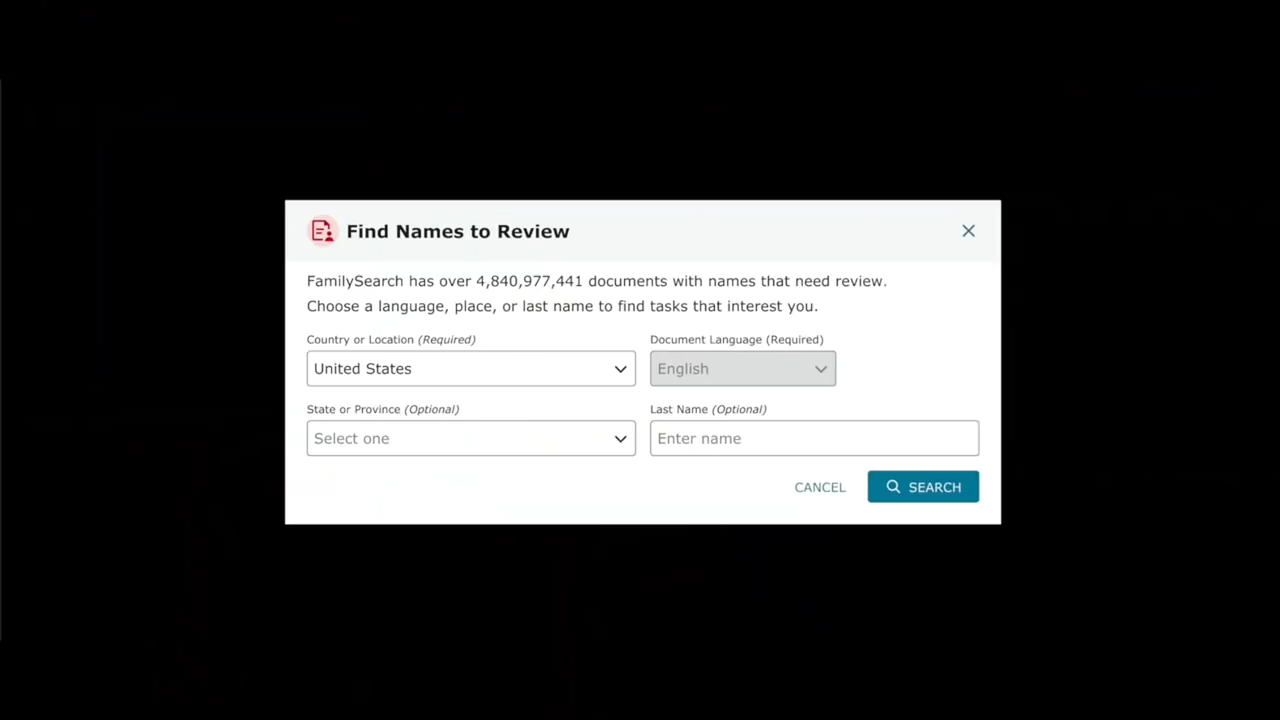 Find Names to Review
FamilySearch has over 4,840,977,441 documents with names that need review.
Choose a language, place, or last name to find tasks that interest you.
Country or Location (Required)
Document Language (Required)
United States
English
State or Province (Optional)
Last Name (Optional)
Select one
Enter name
CANCEL
SEARCH